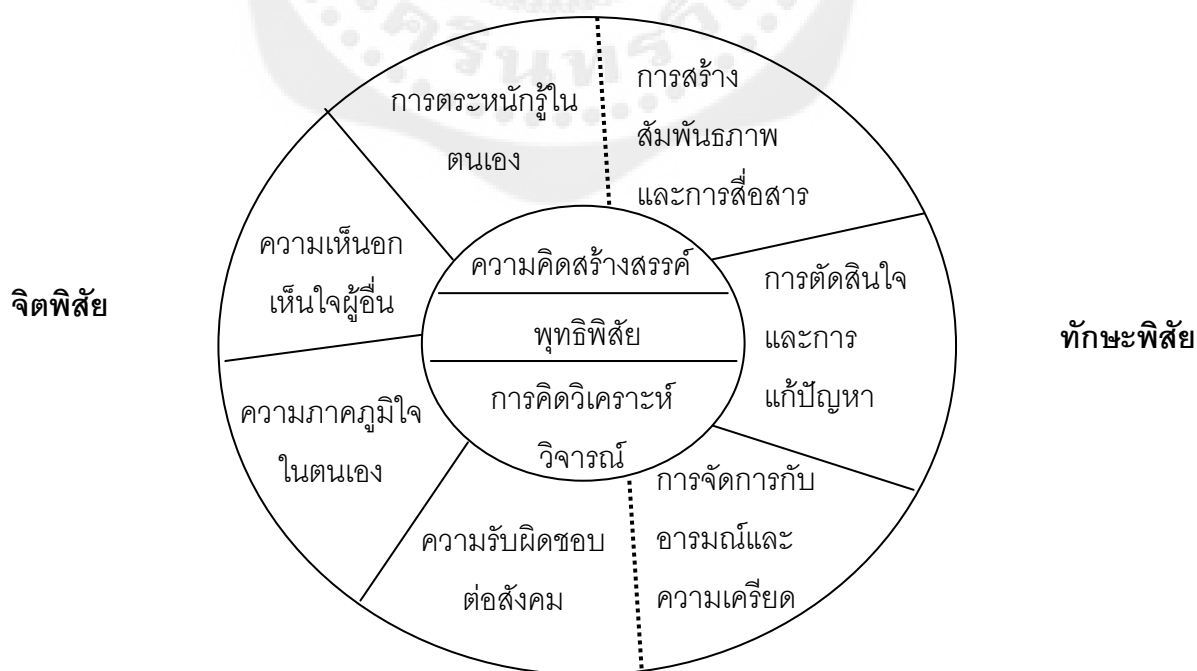 ครินทร
การตระหนักรู้ใน
ตนเอง
การสร้าง
สัมพันธภาพ
และการสื่อสาร
ความเห็นอก
เห็นใจผู้อื่น
ความคิดสร้างสรรค์
พุทธิพิสัย
การคิดวิเคราะห์
วิจารณ์
การตัดสินใจ
และการ
แก้ปัญหา
จิตพิสัย
ทักษะพิสัย
ความภาคภูมิใจ
ในตนเอง
ความรับผิดชอบ
ต่อสังคม
การจัดการกับ
อารมณ์และ
ความเครียด